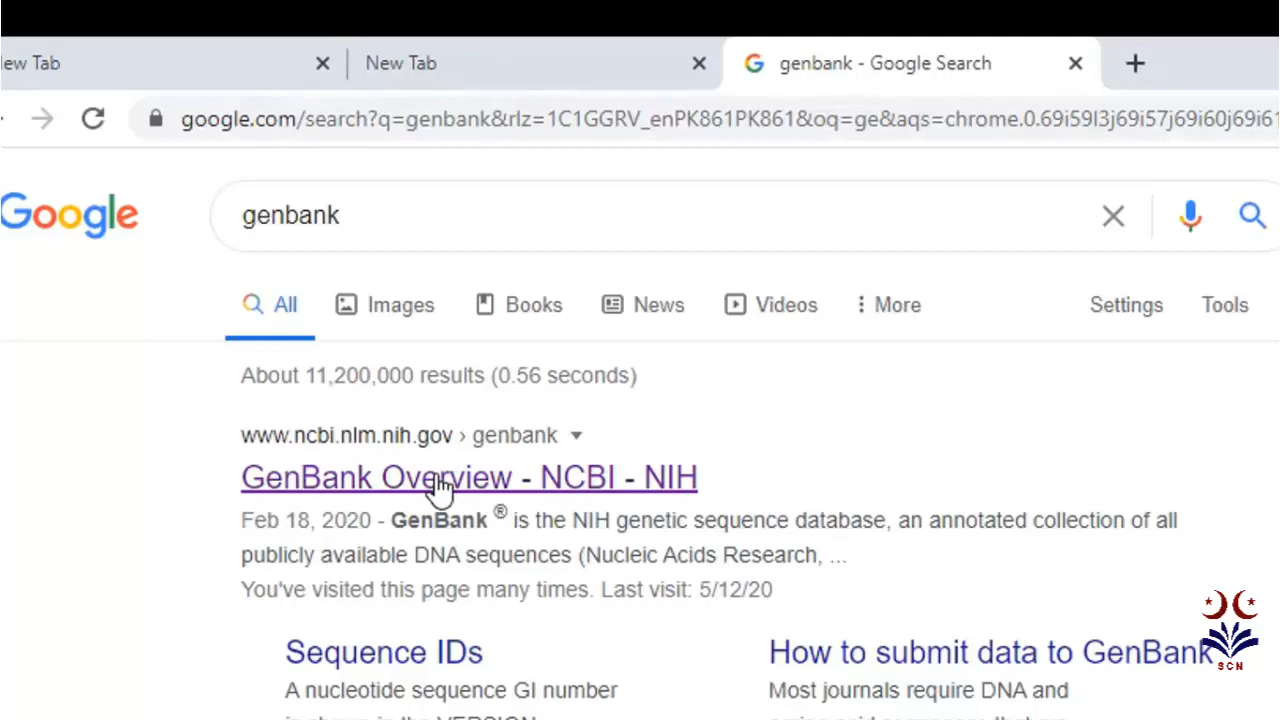 ew Tab
New Tab
genbank - Google Search
google.com/search?q=genbank&rlz=1C1GGRV_enPK861PK861&oq=ge&aqs=chrome.0.69i59l3j69i57j69i60j69i61
Google
genbank
All Images Books News Videos More Settings Tools
About 11,200,000 results (0.56 seconds)
www.ncbi.nlm.nih.gov › genbank
GenBank Overview - NCBI - NIH
Feb 18, 2020 - GenBank ® is the NIH genetic sequence database, an annotated collection of all
publicly available DNA sequences (Nucleic Acids Research, ...
You've visited this page many times. Last visit: 5/12/20
Sequence IDs
A nucleotide sequence GI number
How to submit data to GenBank
Most journals require DNA and
SCN